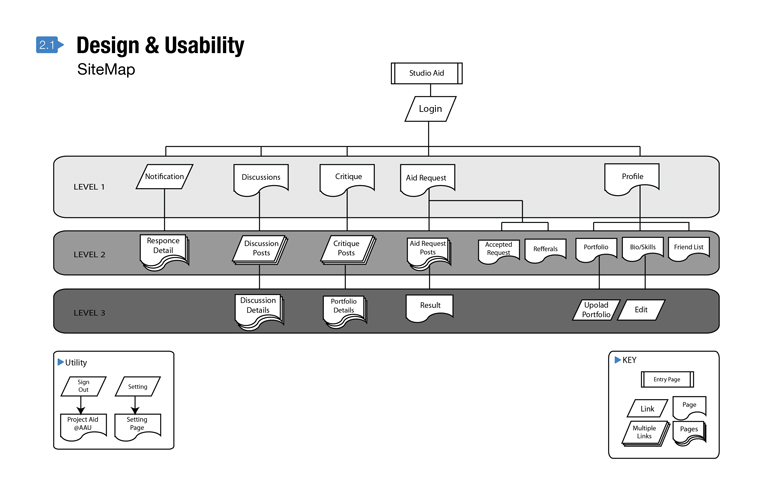 2.1 Design & Usability
SiteMap
Studio Aid
Login
LEVEL 1
Notification
Discussions
Critique
Aid Request
Profile
LEVEL 2
Responce
Detail
Discussion
Posts
Critique
Posts
Aid Request
Posts
Accepted
Request
Refferals
Portfolio
Bio/Skills
Friend List
LEVEL 3
Discussion
Details
Portfolio
Details
Result
Upolad
Portfolio
Edit
Utility
Sign
Out
Setting
Project Aid
@AAU
Setting
Page
KEY
Entry Page
Link
Page
Multiple
Links
Pages